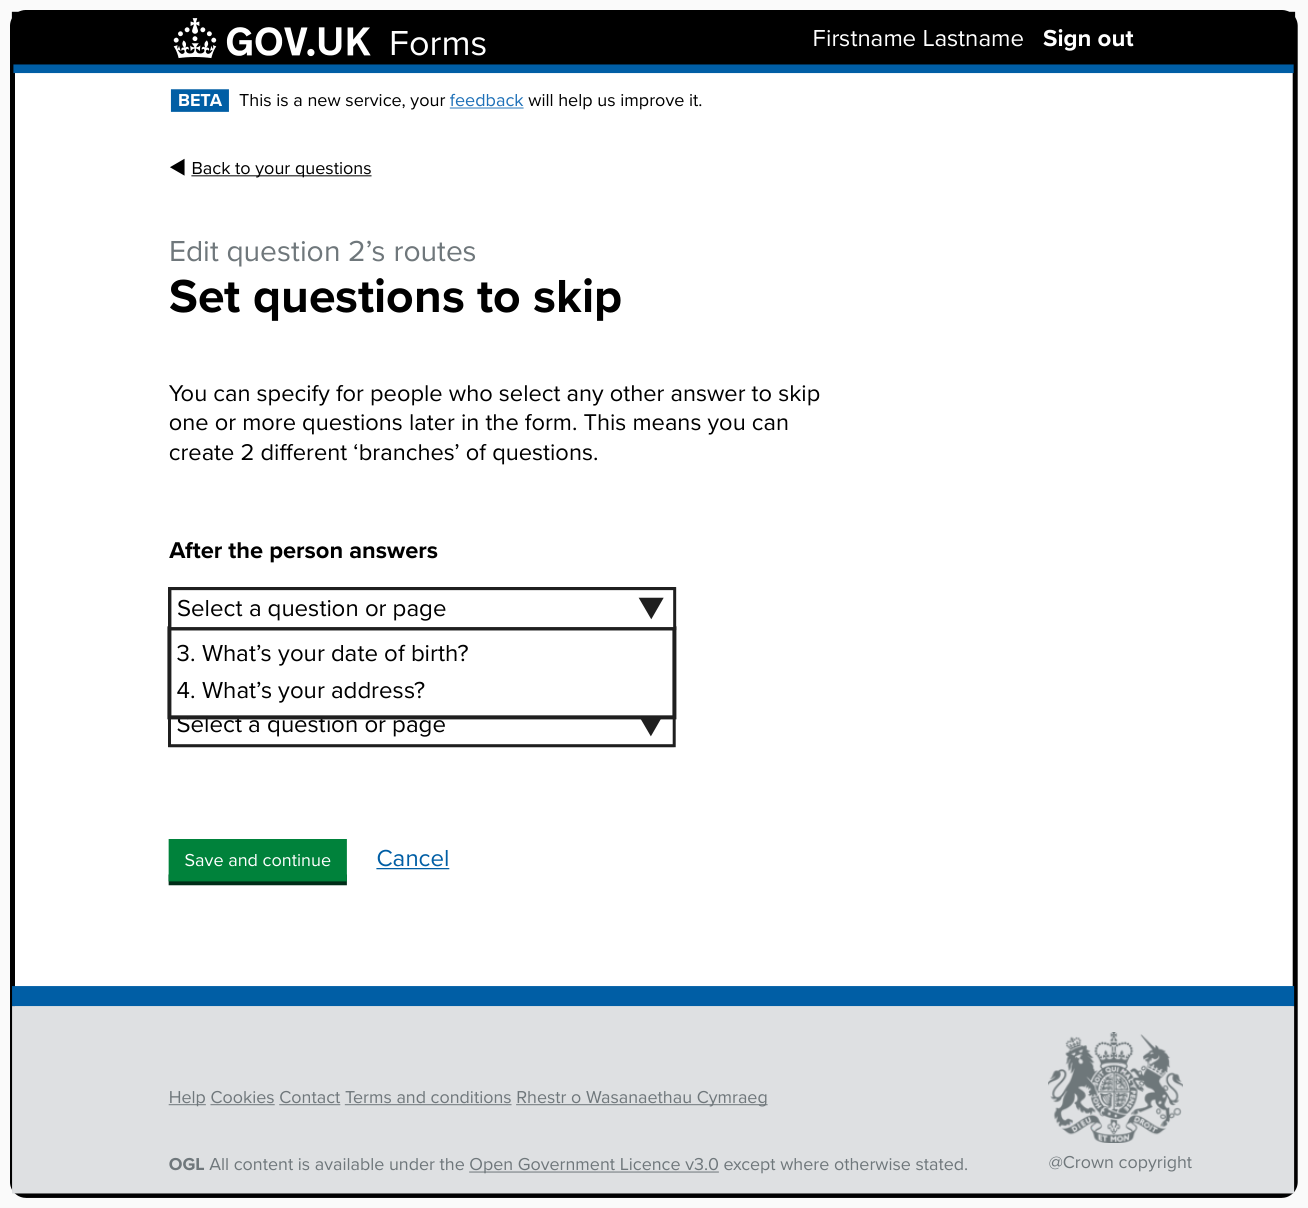 GOV.UK Forms
Firstname Lastname Sign out
BETA This is a new service, your feedback will help us improve it.
Back to your questions
Edit question 2’s routes
Set questions to skip
You can specify for people who select any other answer to skip
one or more questions later in the form. This means you can
create 2 different ‘branches’ of questions.
After the person answers
Select a question or page
3. What’s your date of birth?
4. What’s your address?
Select a question or page
Save and continue Cancel
Help Cookies Contact Terms and conditions Rhestr o Wasanaethau Cymraeg
OGL All content is available under the Open Government Licence v3.0 except where otherwise stated.
DIEU ET MON DROIT
@Crown copyright